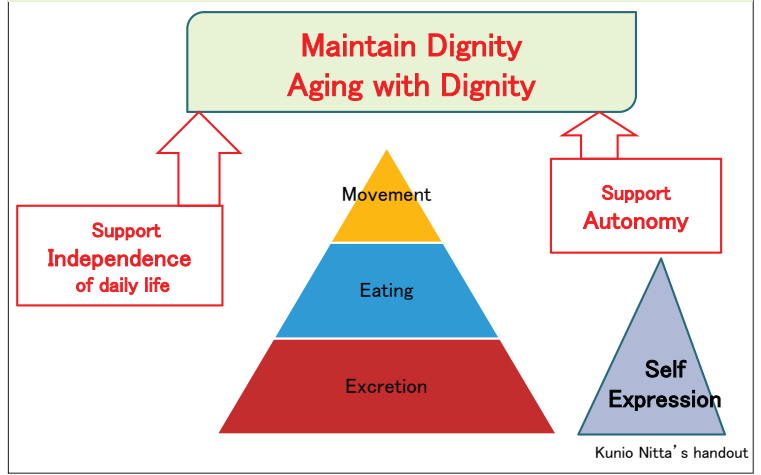 Maintain Dignity
Aging with Dignity
Support
Independence
of daily life
Movement
Eating
Excretion
Support
Autonomy
Self
Expression
Kunio Nitta’s handout